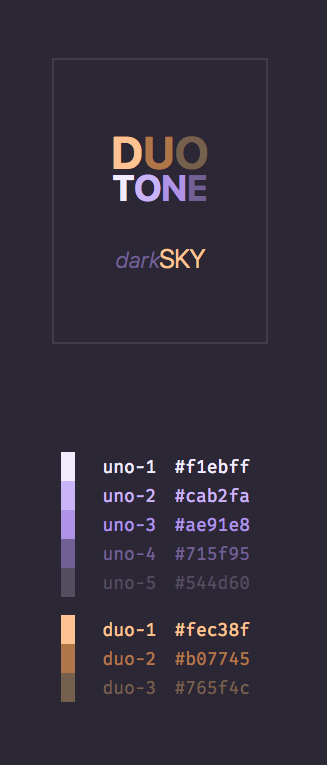 DUO
TONE
darkSKY
uno-1 #f1ebff
uno-2 #cab2fa
uno-3 #ae91e8
uno-4 #715f95
uno-5 #544d60
duo-1 #fec38f
duo-2 #b07745
duo-3 #765f4c